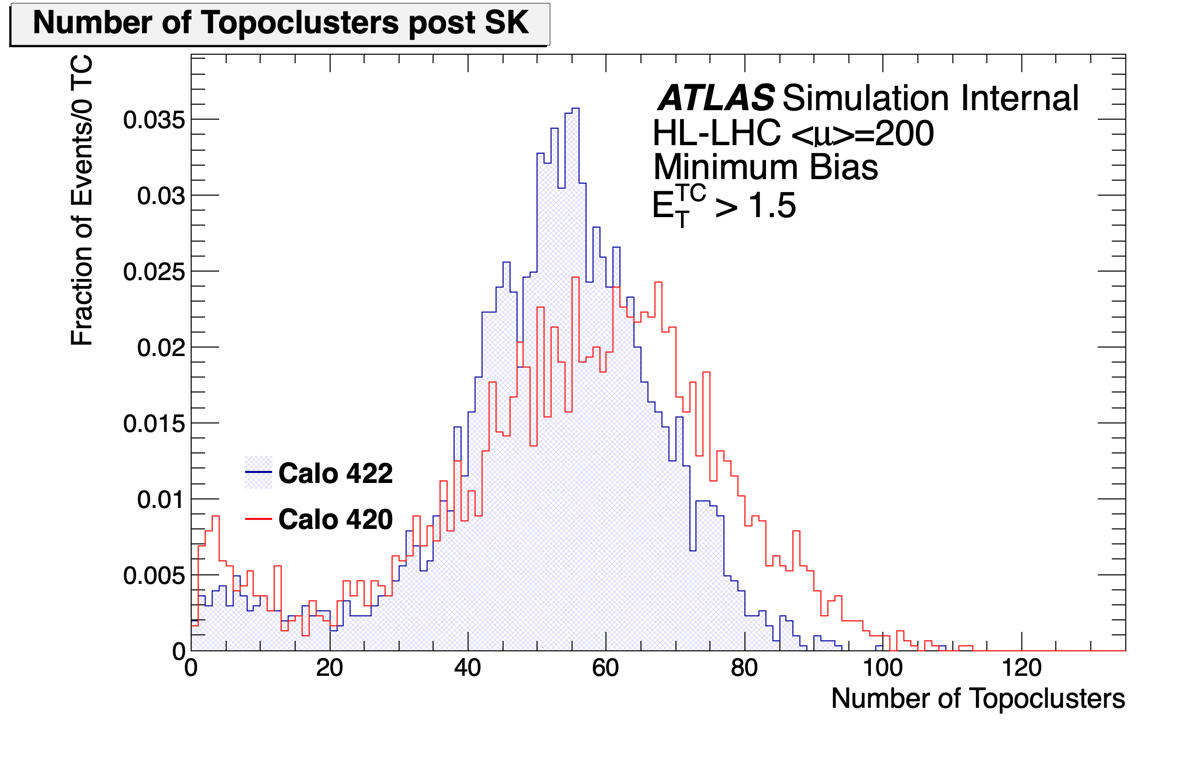 Number of Topoclusters post SK
Fraction of Events/0 TC
ATLAS Simulation Internal
HL-LHC <μ>=200
Minimum Bias
E_T^TC > 1.5
0.035
0.03
0.025
0.02
0.015
0.01
0.005
0
Calo 422
Calo 420
0 20 40 60 80 100 120
Number of Topoclusters